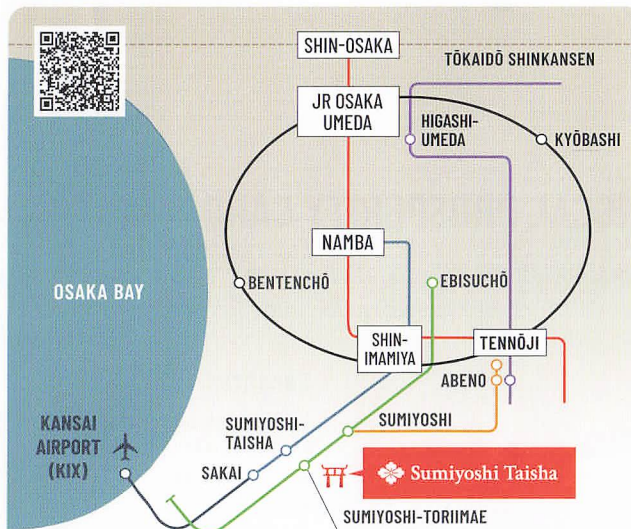 SHIN-OSAKA
TŌKAIDŌ SHINKANSEN
JR OSAKA
UMEDA
HIGASHI-
UMEDA
KYŌBASHI
NAMBA
OSAKA BAY
BENTENCHŌ
EBISUCHŌ
SHIN-
IMAMIYA
TENNŌJI
ABENO
KANSAI
AIRPORT
(KIX)
SUMIYOSHI-
TAISHA
SUMIYOSHI
SAKAI
Sumiyoshi Taisha
SUMIYOSHI-TORIIMAE